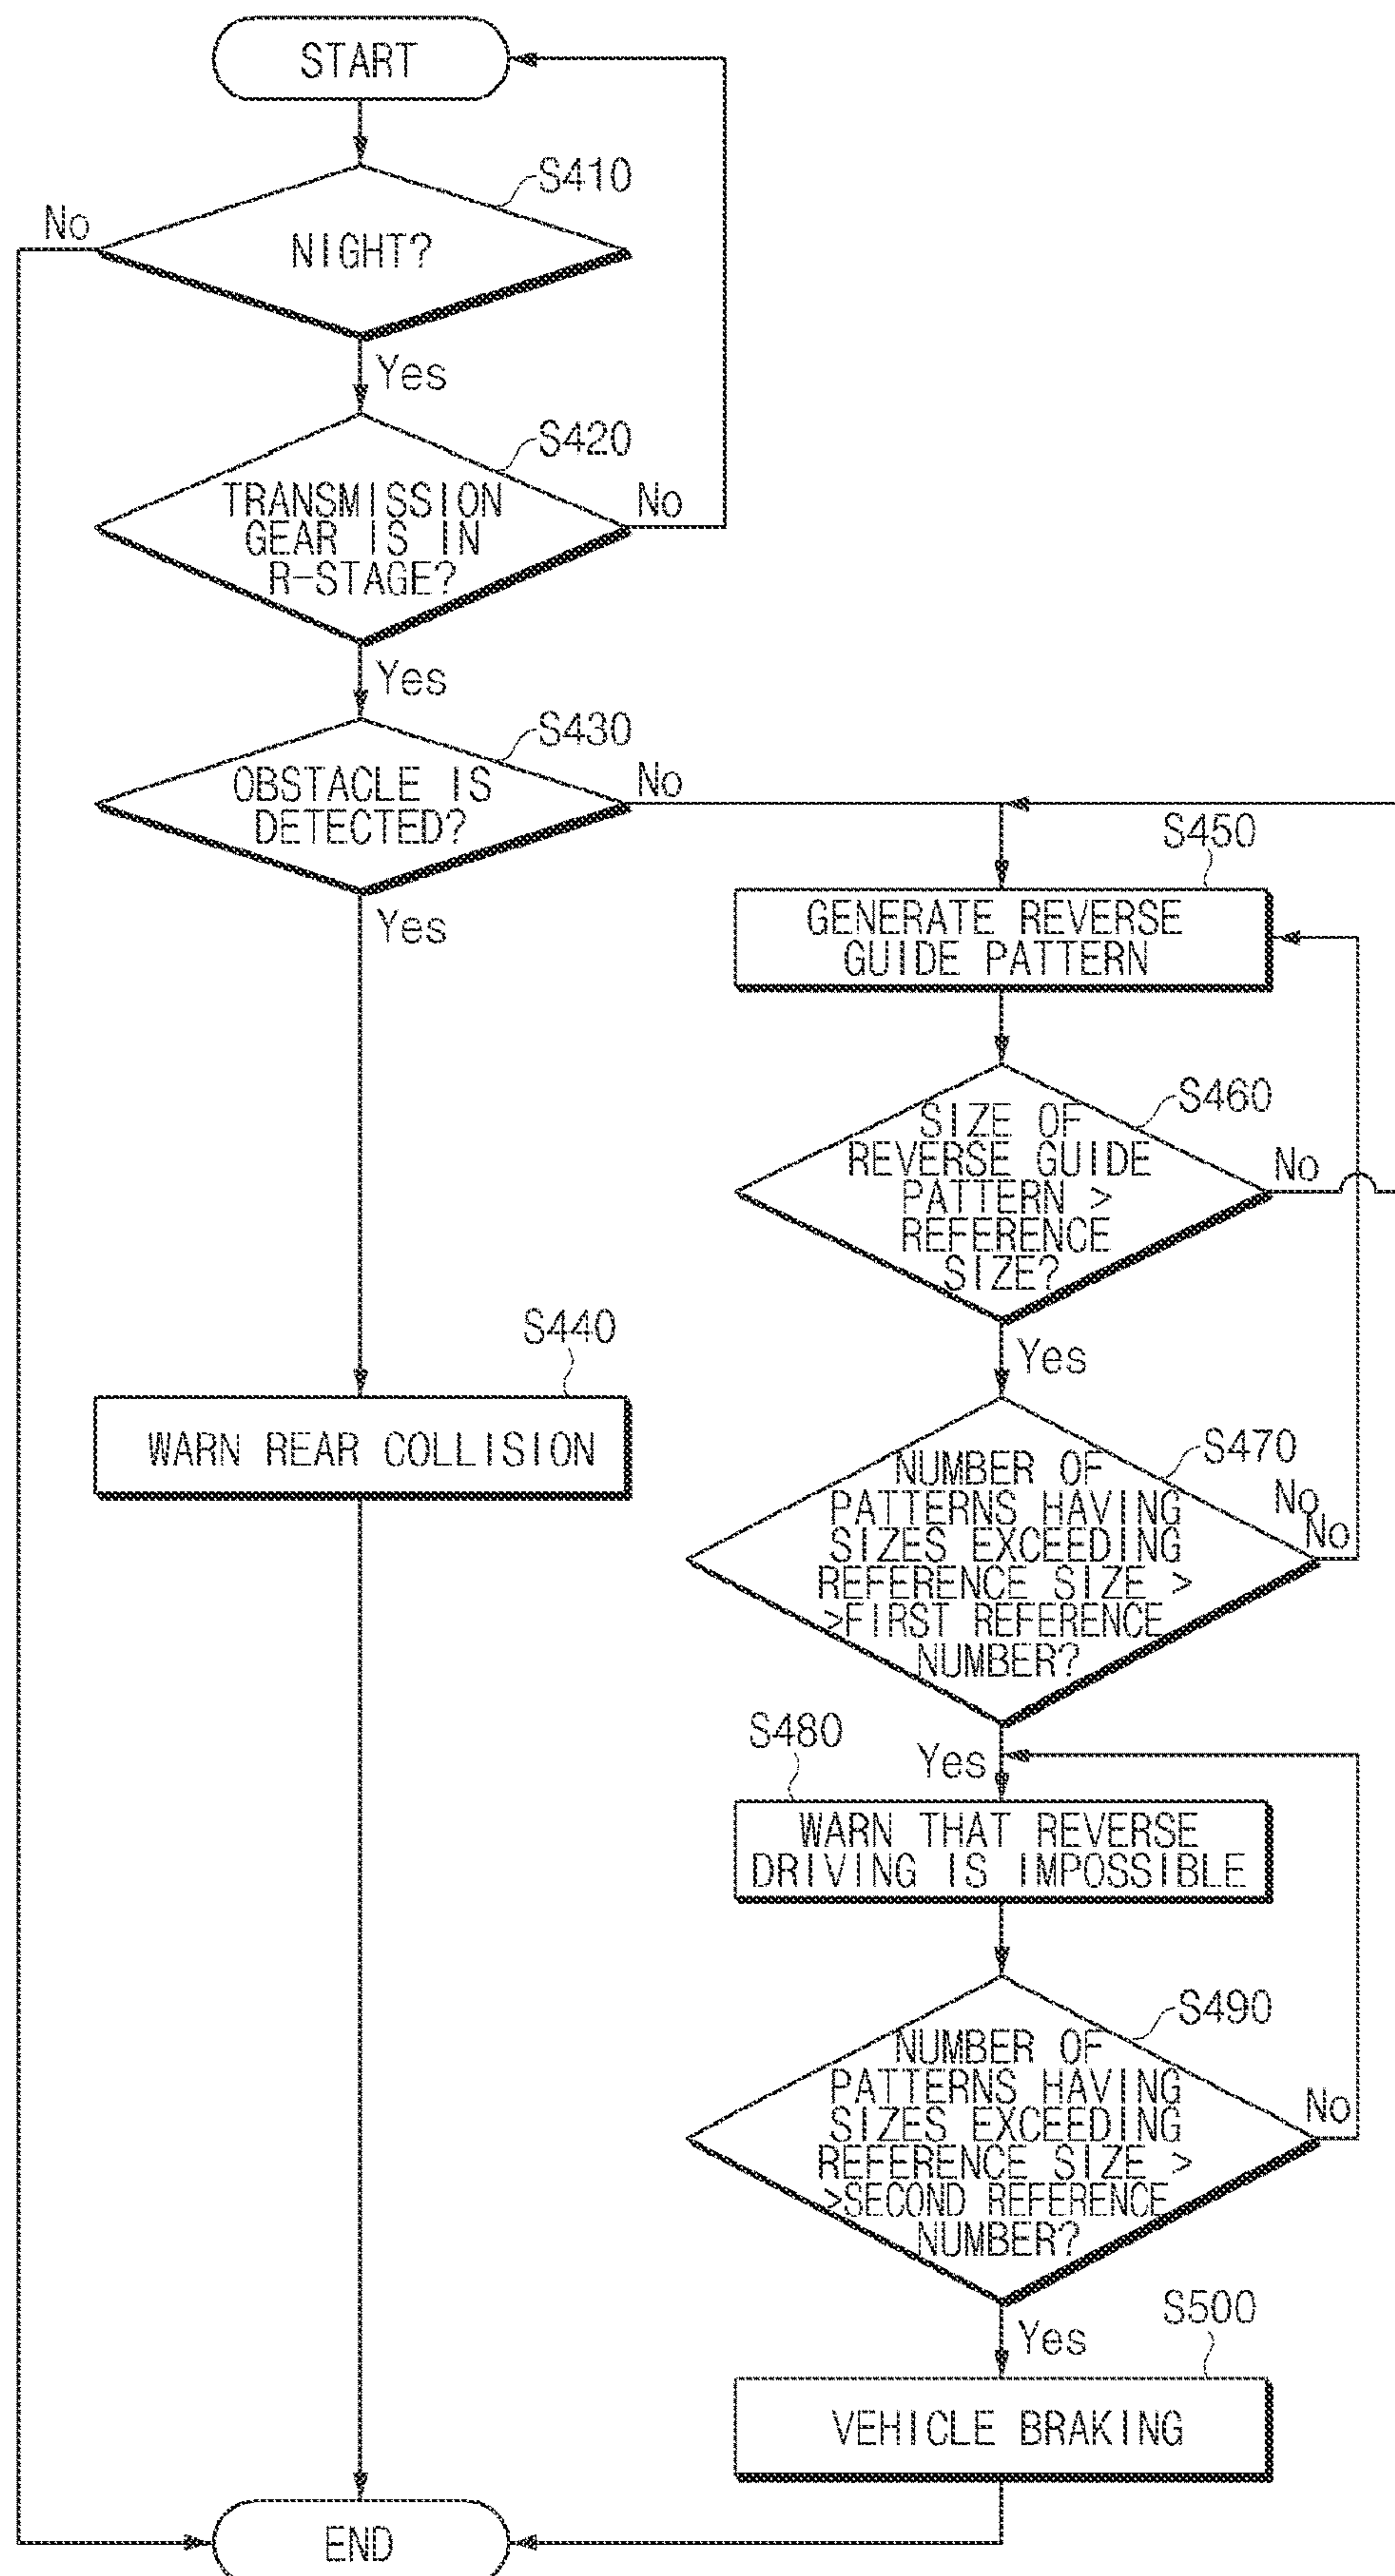 START
S410
No
NIGHT?
Yes
S420
TRANSMISSION
GEAR IS IN
R-STAGE?
No
Yes
S430
OBSTACLE IS
DETECTED?
No
Yes
S450
GENERATE REVERSE
GUIDE PATTERN
S460
SIZE OF
REVERSE GUIDE
PATTERN >
REFERENCE
SIZE?
No
Yes
S440
WARN REAR COLLISION
S470
NUMBER OF
PATTERNS HAVING
SIZES EXCEEDING
REFERENCE SIZE >
>FIRST REFERENCE
NUMBER?
No
No
Yes
S480
WARN THAT REVERSE
DRIVING IS IMPOSSIBLE
S490
NUMBER OF
PATTERNS HAVING
SIZES EXCEEDING
REFERENCE SIZE >
>SECOND REFERENCE
NUMBER?
No
Yes
S500
VEHICLE BRAKING
END